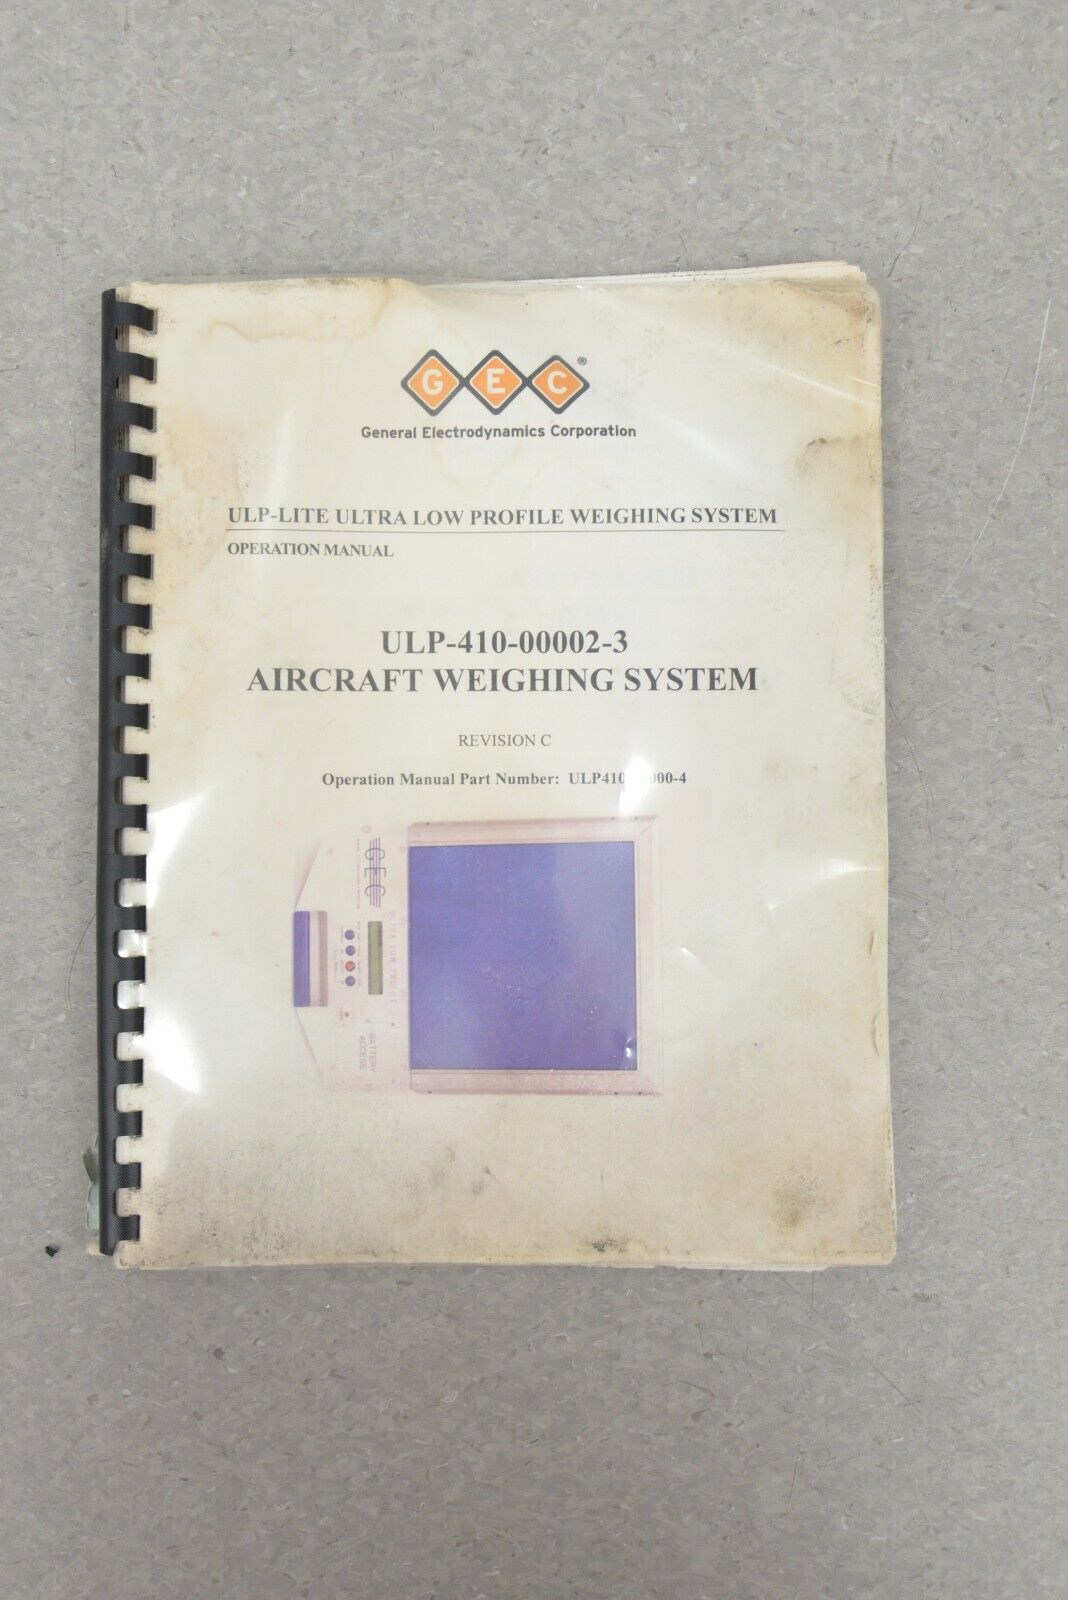 G E C ®
General Electrodynamics Corporation
ULP-LITE ULTRA LOW PROFILE WEIGHING SYSTEM
OPERATION MANUAL
ULP-410-00002-3
AIRCRAFT WEIGHING SYSTEM
REVISION C
Operation Manual Part Number:
GEC
ULTRA LOW PROFILE
BATTERY
ACCESS